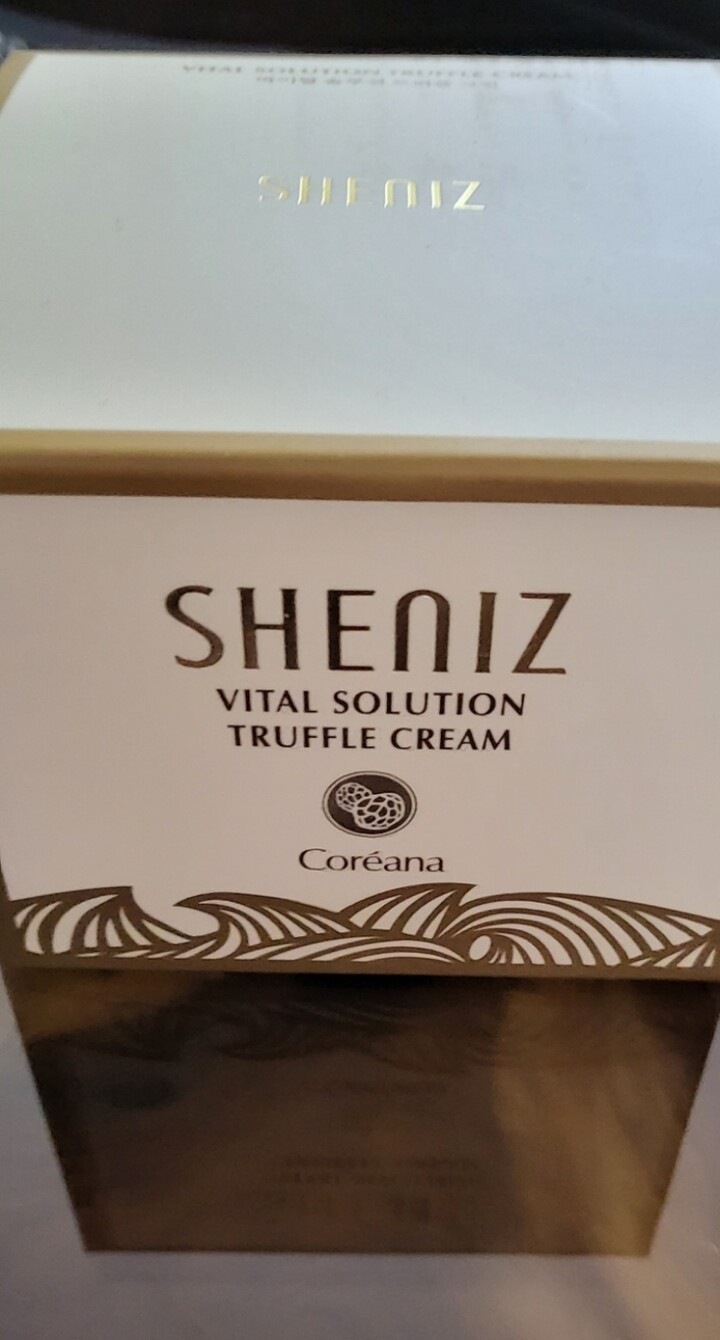 VITAL SOLUTION TRUFFLE CREAM
SHENIZ
SHENIZ
VITAL SOLUTION
TRUFFLE CREAM
Coréana